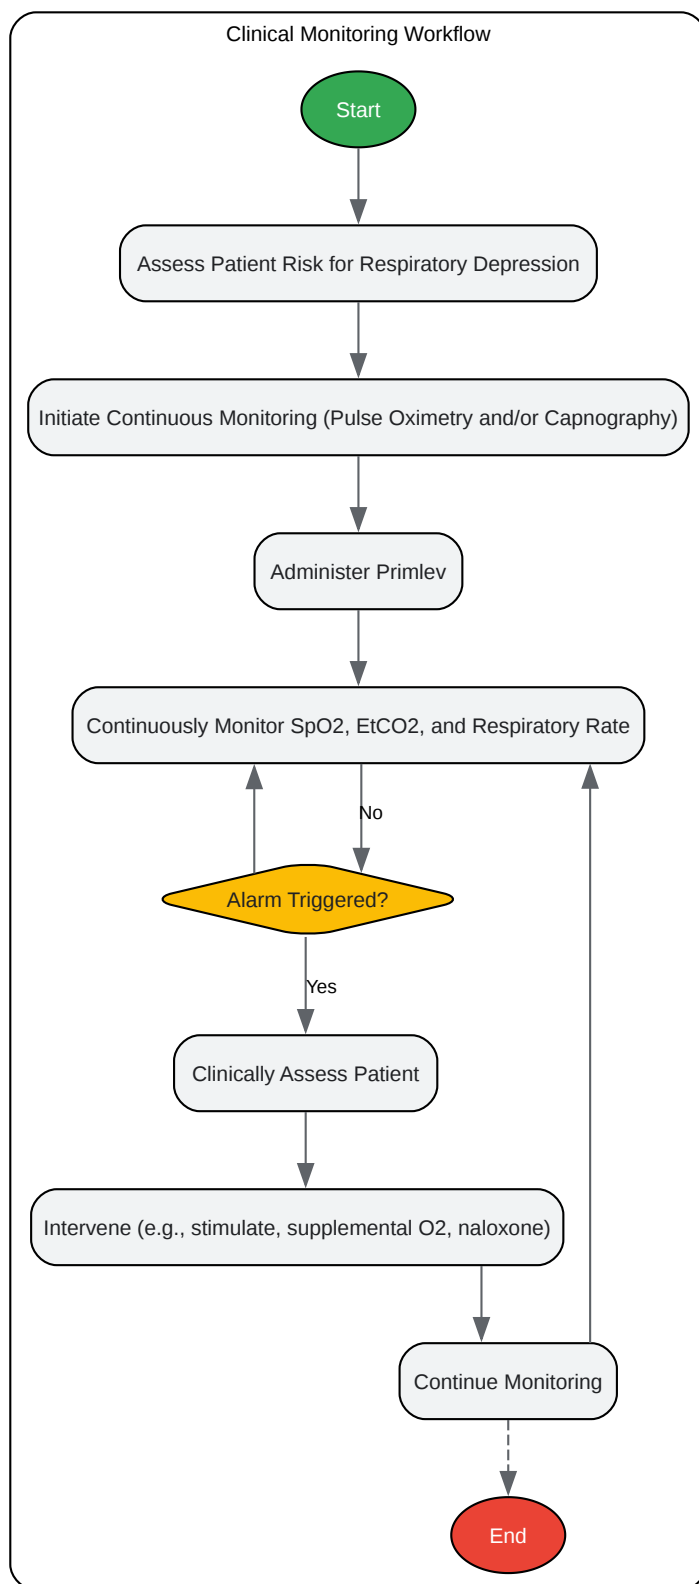 Clinical Monitoring Workflow
Start
Assess Patient Risk for Respiratory Depression
Initiate Continuous Monitoring (Pulse Oximetry and/or Capnography)
Administer Primlev
Continuously Monitor SpO2, EtCO2, and Respiratory Rate
No
Alarm Triggered?
Yes
Clinically Assess Patient
Intervene (e.g., stimulate, supplemental O2, naloxone)
Continue Monitoring
End